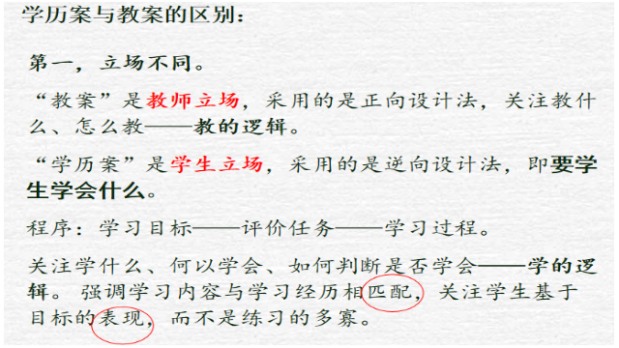 学历案与教案的区别：
第一，立场不同。
“教案”是教师立场，采用的是正向设计法，关注教什
么、怎么教——教的逻辑。
“学历案”是学生立场，采用的是逆向设计法，即要学
生学会什么。
程序：学习目标——评价任务——学习过程。
关注学什么、何以学会、如何判断是否学会——学的逻
辑。 强调学习内容与学习经历相匹配，关注学生基于
目标的表现，而不是练习的多寡。